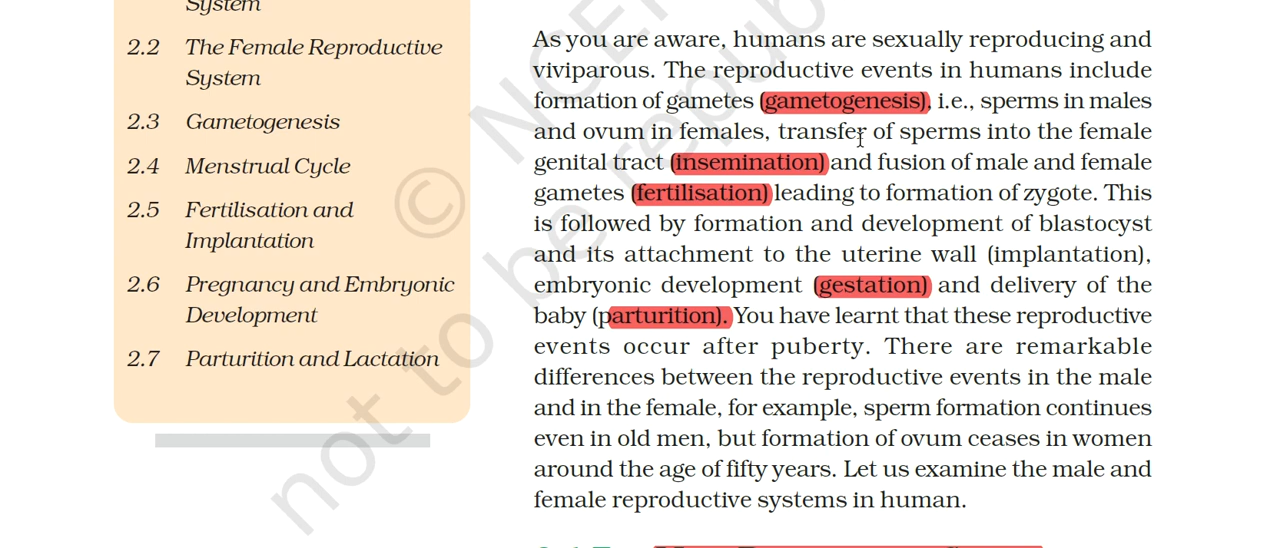 System
2.2 The Female Reproductive
System
2.3 Gametogenesis
2.4 Menstrual Cycle
2.5 Fertilisation and
Implantation
2.6 Pregnancy and Embryonic
Development
2.7 Parturition and Lactation
As you are aware, humans are sexually reproducing and
viviparous. The reproductive events in humans include
formation of gametes (gametogenesis), i.e., sperms in males
and ovum in females, transfer of sperms into the female
genital tract (insemination) and fusion of male and female
gametes (fertilisation) leading to formation of zygote. This
is followed by formation and development of blastocyst
and its attachment to the uterine wall (implantation),
embryonic development (gestation) and delivery of the
baby (parturition). You have learnt that these reproductive
events occur after puberty. There are remarkable
differences between the reproductive events in the male
and in the female, for example, sperm formation continues
even in old men, but formation of ovum ceases in women
around the age of fifty years. Let us examine the male and
female reproductive systems in human.
© NCE
not to be repub